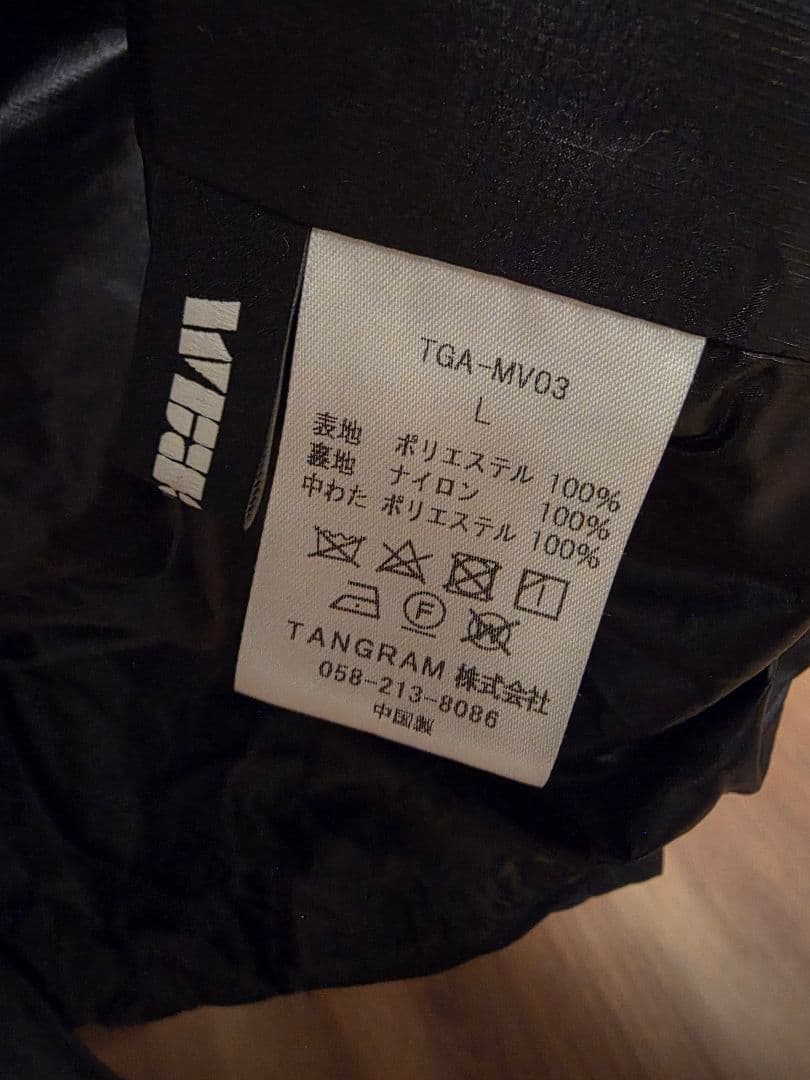 TGA-MV03
L
表地 ポリエステル 100%
裏地 ナイロン 100%
中わた ポリエステル 100%
F
W
TANGRAM 株式会社
058-213-8086
中国製